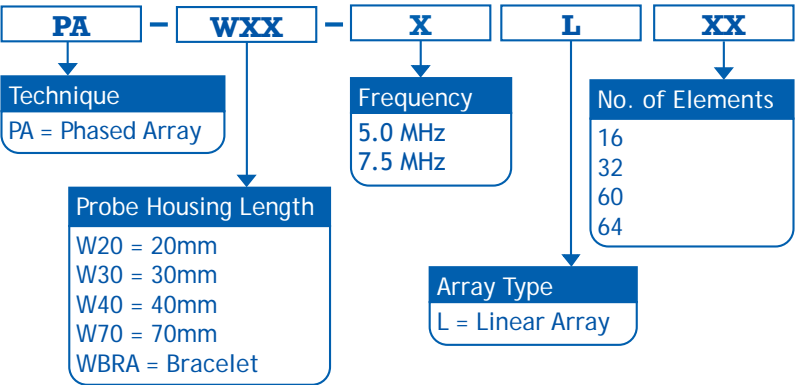 PA – WXX – X L XX
Technique
PA = Phased Array
Probe Housing Length
W20 = 20mm
W30 = 30mm
W40 = 40mm
W70 = 70mm
WBRA = Bracelet
Frequency
5.0 MHz
7.5 MHz
Array Type
L = Linear Array
No. of Elements
16
32
60
64